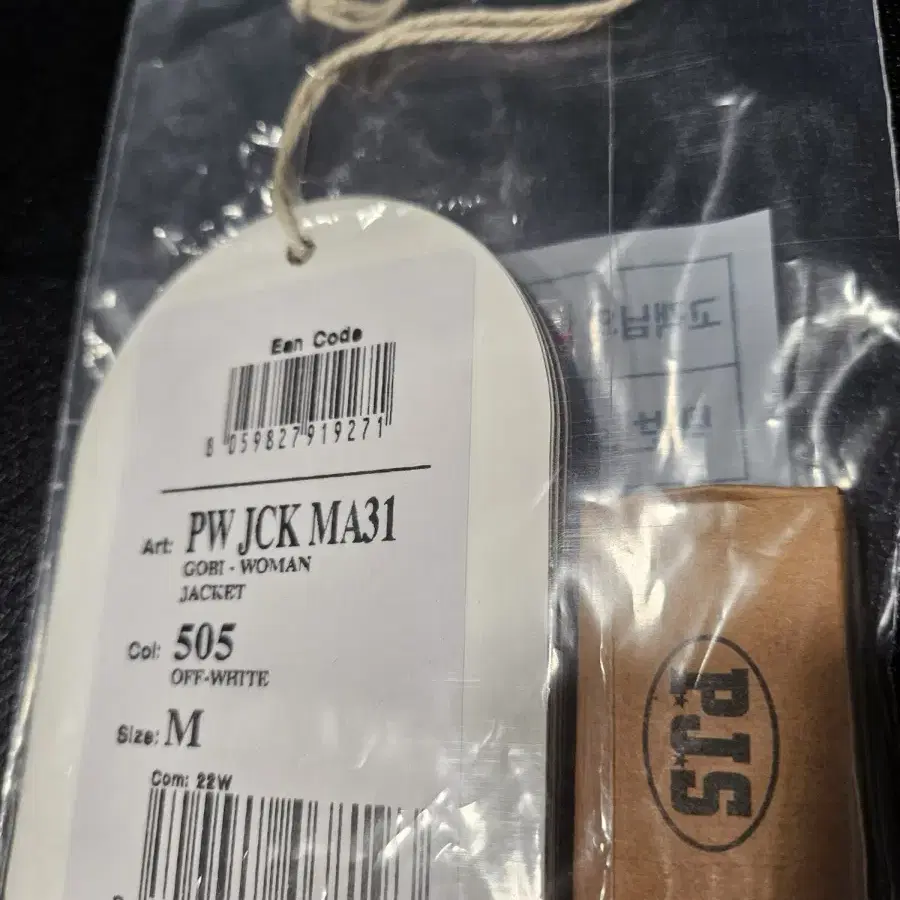 Ean Code
8 059827 919271
Art: PW JCK MA31
GOBI - WOMAN
JACKET
Col: 505
OFF-WHITE
Size: M
Com: 22W
P.J.S